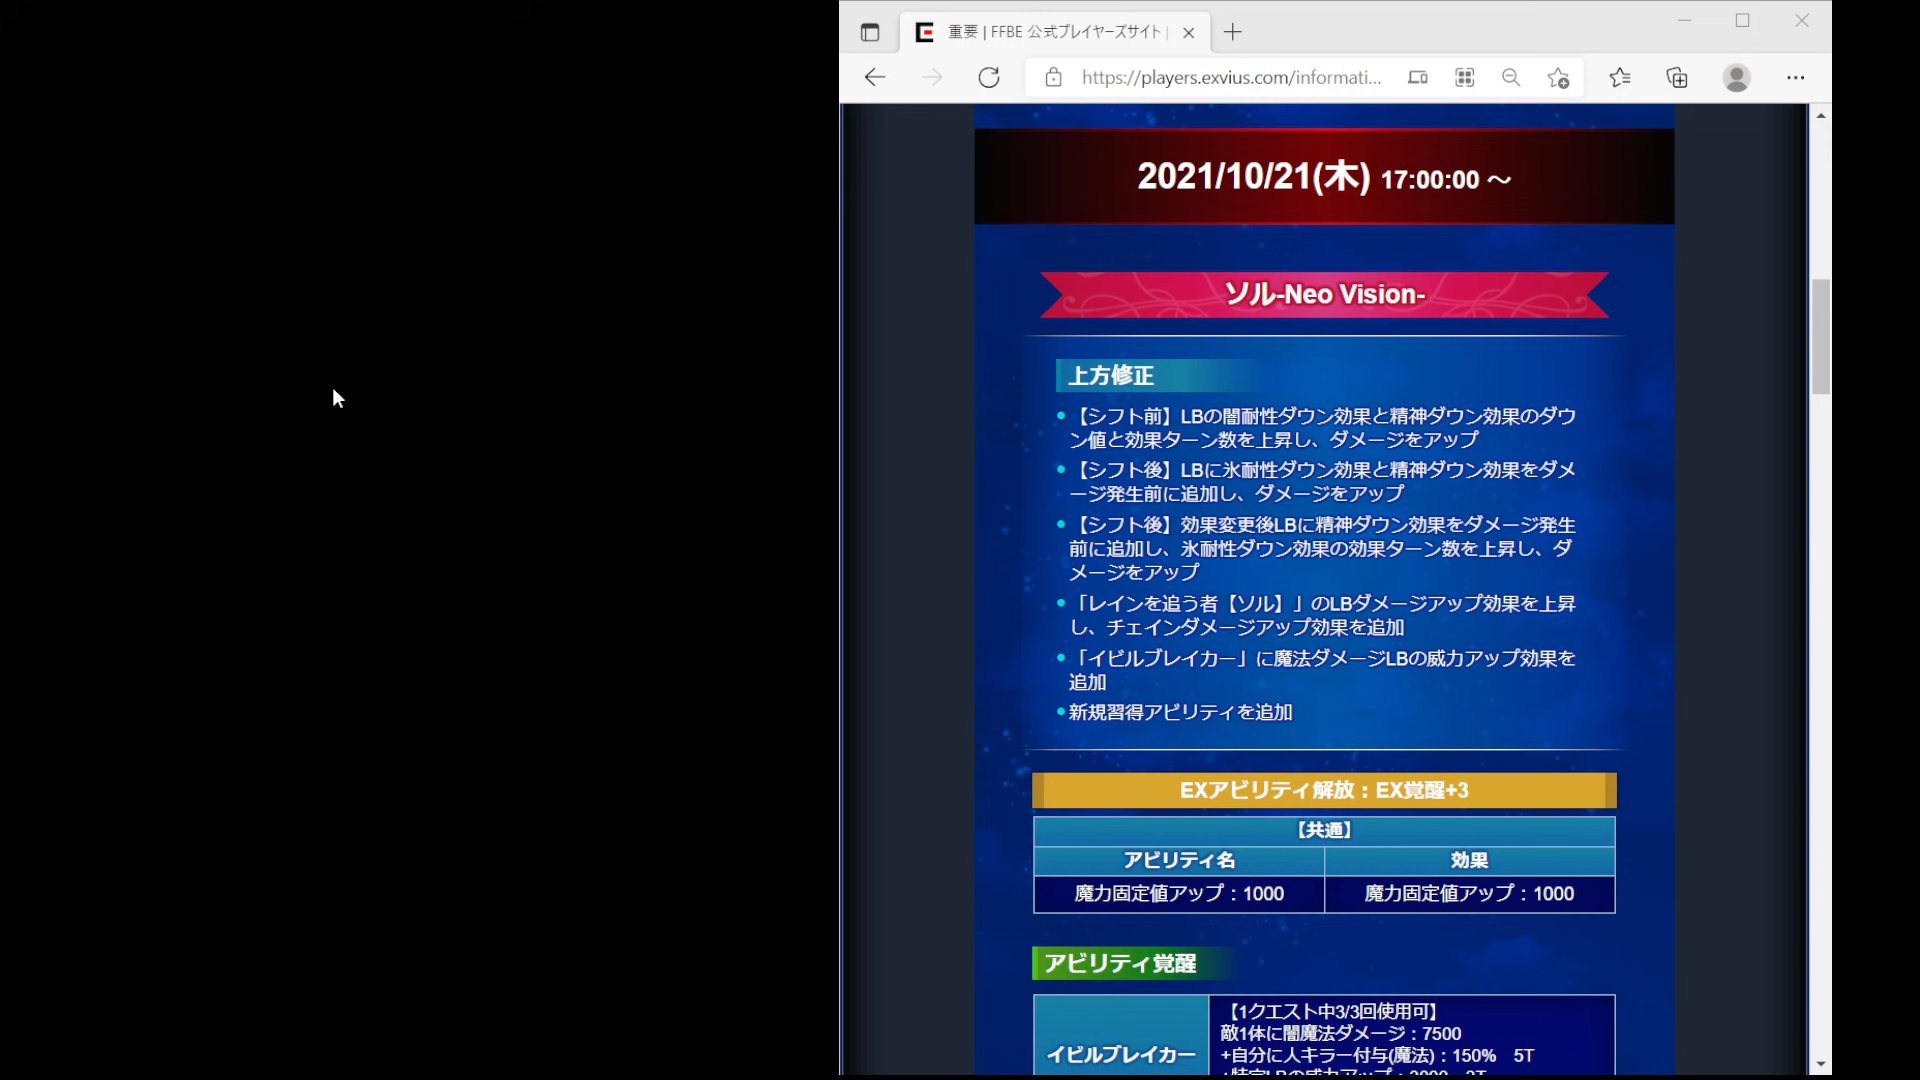 重要 | FFBE 公式プレイヤーズサイト |
https://players.exvius.com/informati...
2021/10/21(木) 17:00:00 ～
ソル-Neo Vision-
上方修正
【シフト前】LBの闇耐性ダウン効果と精神ダウン効果のダウ
ン値と効果ターン数を上昇し、ダメージをアップ
【シフト後】LBに氷耐性ダウン効果と精神ダウン効果をダメ
ージ発生前に追加し、ダメージをアップ
【シフト後】効果変更後LBに精神ダウン効果をダメージ発生
前に追加し、氷耐性ダウン効果の効果ターン数を上昇し、ダ
メージをアップ
「レインを追う者【ソル】」のLBダメージアップ効果を上昇
し、チェインダメージアップ効果を追加
「イビルブレイカー」に魔法ダメージLBの威力アップ効果を
追加
新規習得アビリティを追加
EXアビリティ解放：EX覚醒+3
【共通】
アビリティ名 効果
魔力固定値アップ：1000 魔力固定値アップ：1000
アビリティ覚醒
【1クエスト中3/3回使用可】
敵1体に闇魔法ダメージ：7500
イビルブレイカー
+自分に人キラー付与(魔法)：150% 5T